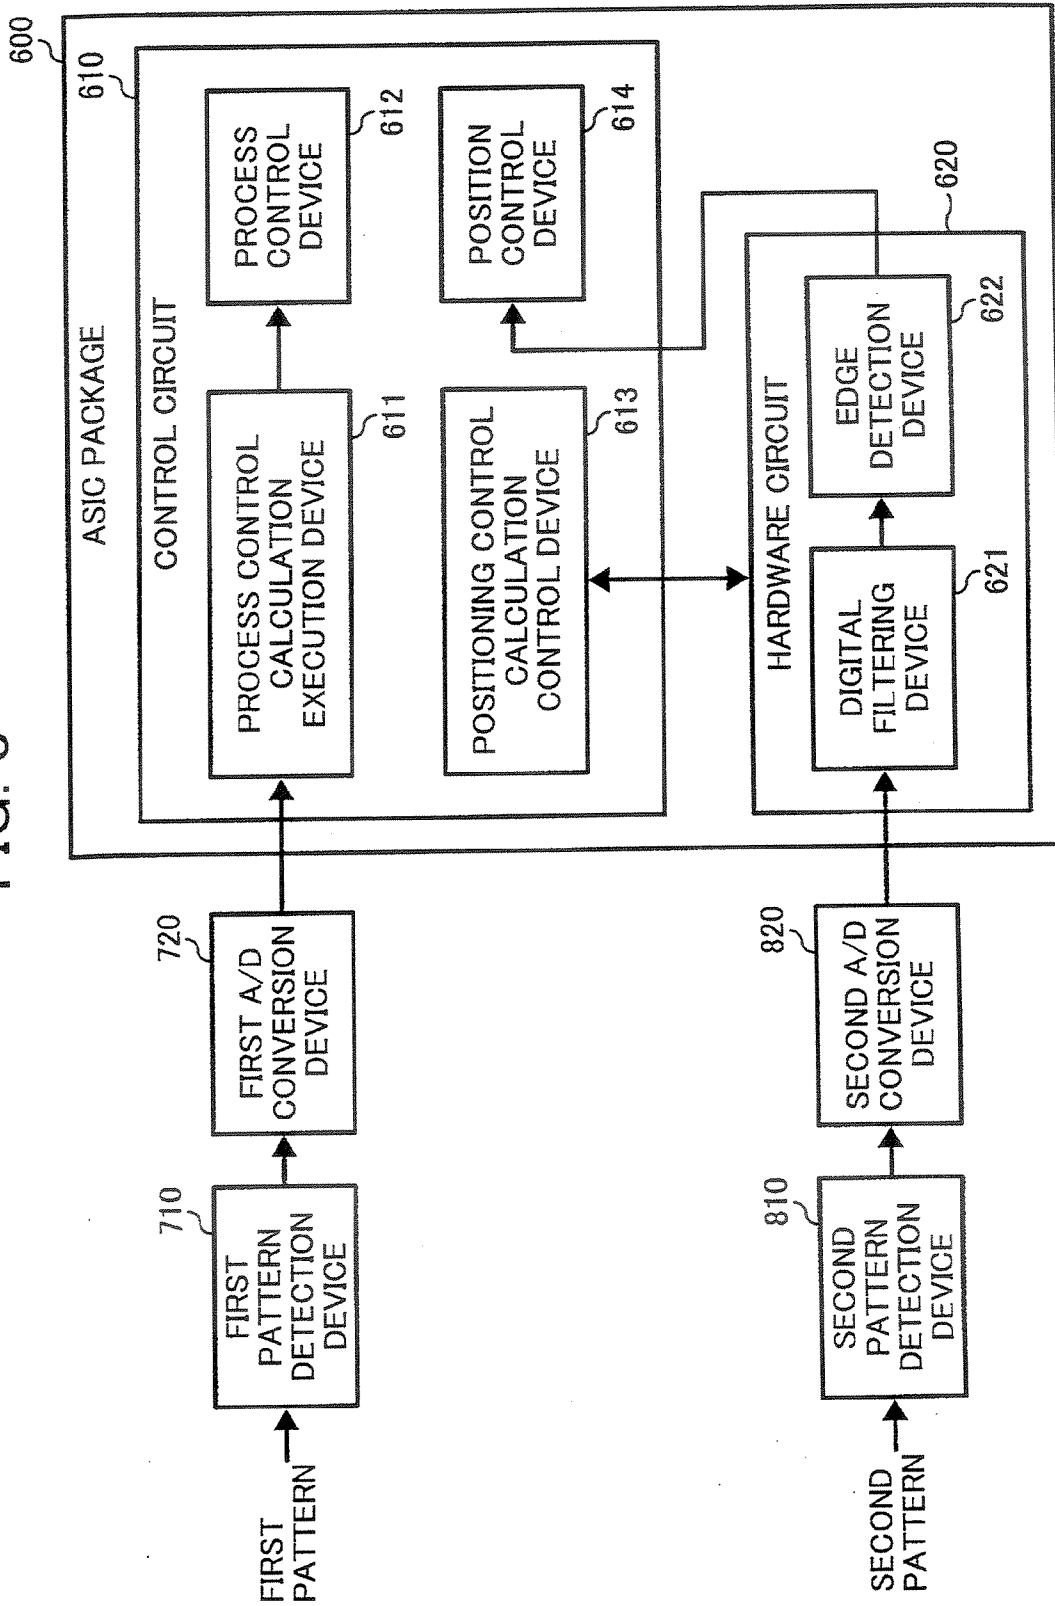 600
ASIC PACKAGE
610
CONTROL CIRCUIT
FIRST
PATTERN
710
FIRST
PATTERN
DETECTION
DEVICE
720
FIRST A/D
CONVERSION
DEVICE
PROCESS CONTROL
CALCULATION
EXECUTION DEVICE
611
PROCESS
CONTROL
DEVICE
612
POSITIONING CONTROL
CALCULATION
CONTROL DEVICE
613
POSITION
CONTROL
DEVICE
614
620
HARDWARE CIRCUIT
SECOND
PATTERN
810
SECOND
PATTERN
DETECTION
DEVICE
820
SECOND A/D
CONVERSION
DEVICE
DIGITAL
FILTERING
DEVICE
621
EDGE
DETECTION
DEVICE
622